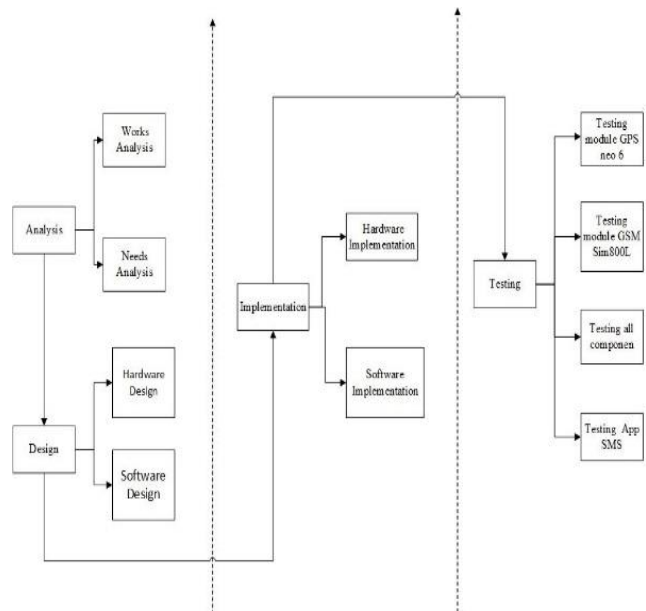 Works
Analysis
Analysis
Needs
Analysis
Hardware
Design
Design
Software
Design
Hardware
Implementation
Implementation
Software
Implementation
Testing
module GPS
neo 6
Testing
module GSM
Sim800L
Testing
Testing all
componen
Testing App
SMS